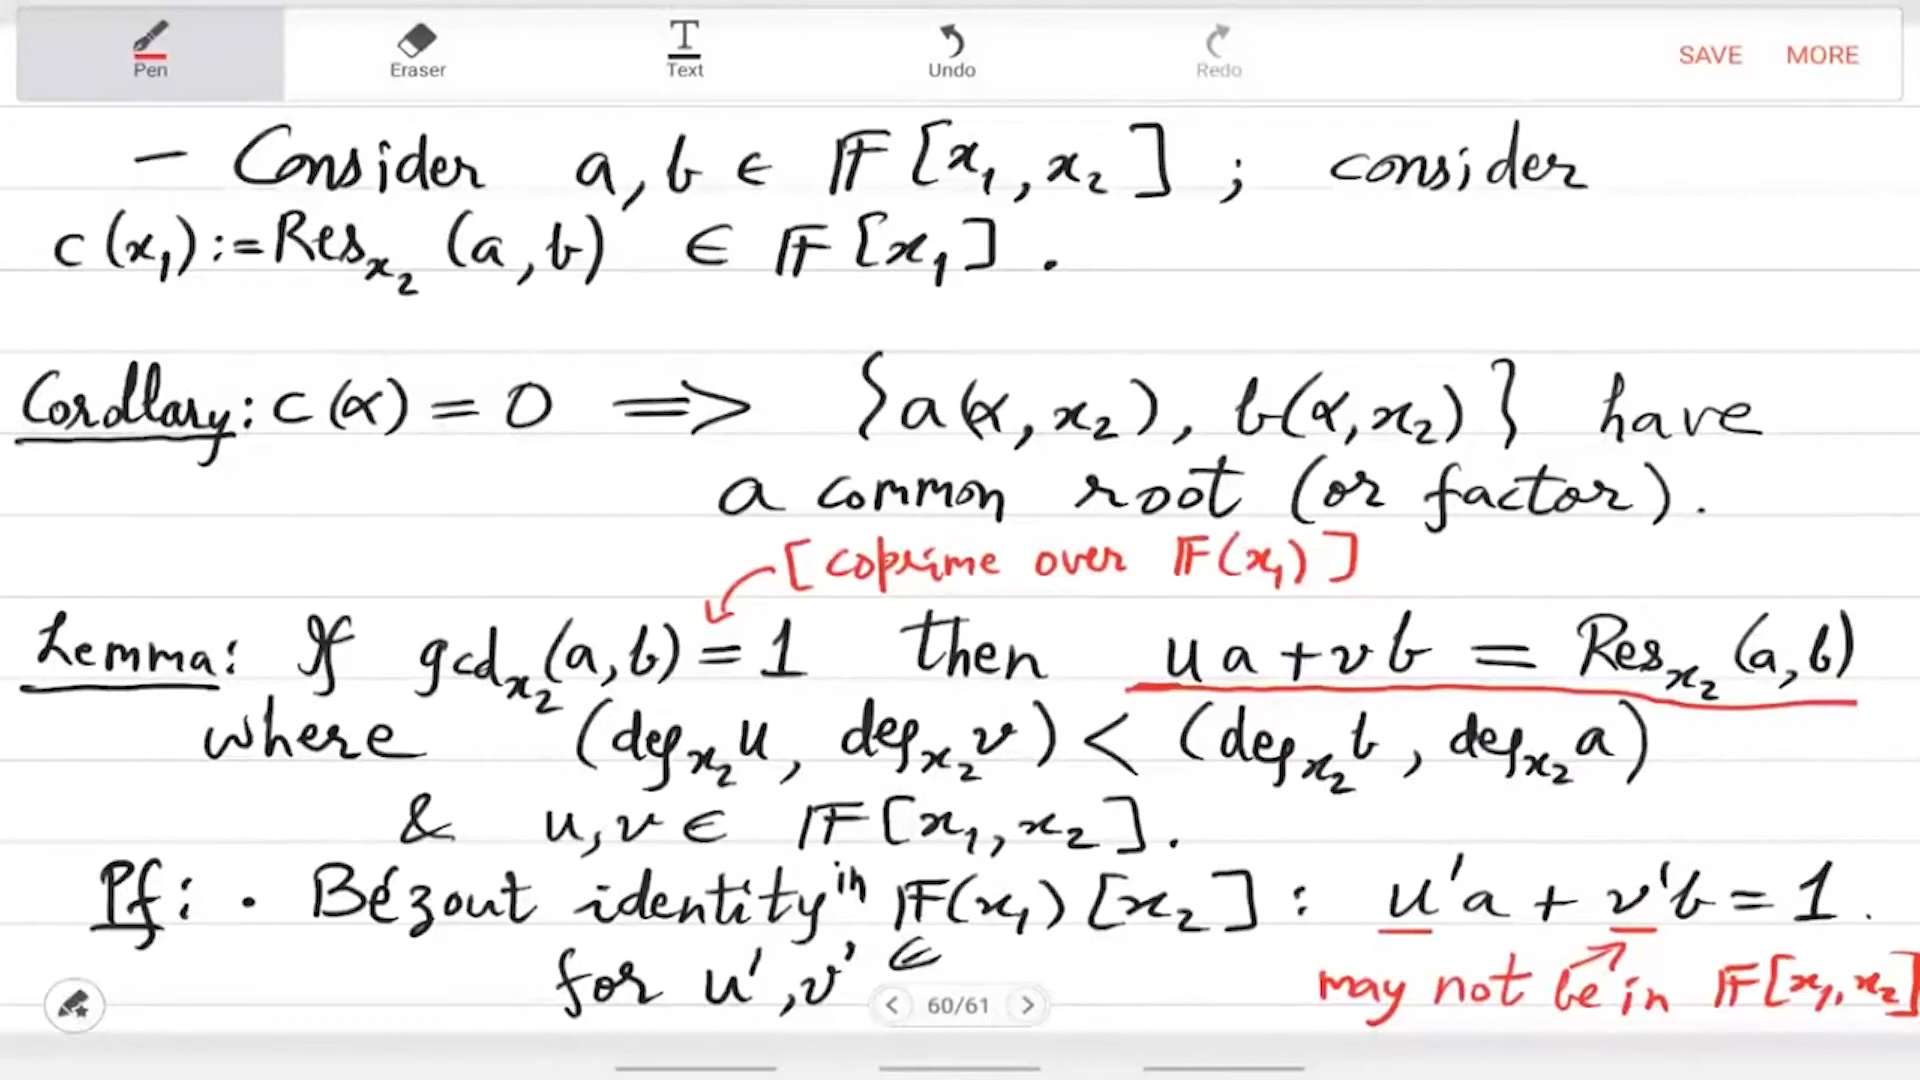 Pen Eraser Text Undo Redo SAVE MORE
- Consider a, b ∈ 𝔽[x₁, x₂] ; consider
c(x₁) := Res_{x₂}(a, b) ∈ 𝔽[x₁].
Corollary: c(α) = 0 ⟹ {a(α, x₂), b(α, x₂)} have
a common root (or factor).
[coprime over 𝔽(x₁)]
Lemma: If gcd_{x₂}(a, b) = 1 then ua + vb = Res_{x₂}(a, b)
where (deg_{x₂} u, deg_{x₂} v) < (deg_{x₂} b, deg_{x₂} a)
& u, v ∈ 𝔽[x₁, x₂].
Pf: · Bézout identity in 𝔽(x₁)[x₂] : u'a + v'b = 1.
for u', v' ∈
may not be in 𝔽[x₁, x₂]
< 60/61 >